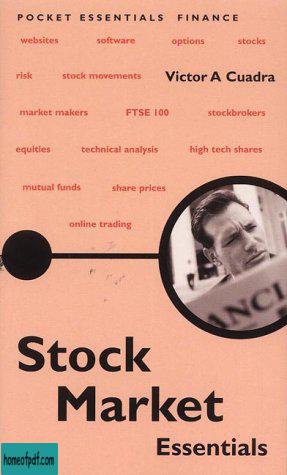 POCKET ESSENTIALS FINANCE
websites software options stocks
risk stock movements Victor A Cuadra
market makers FTSE 100 stockbrokers
equities technical analysis high tech shares
mutual funds share prices
online trading
ANCI
Stock
Market
Essentials
homeofpdf.com